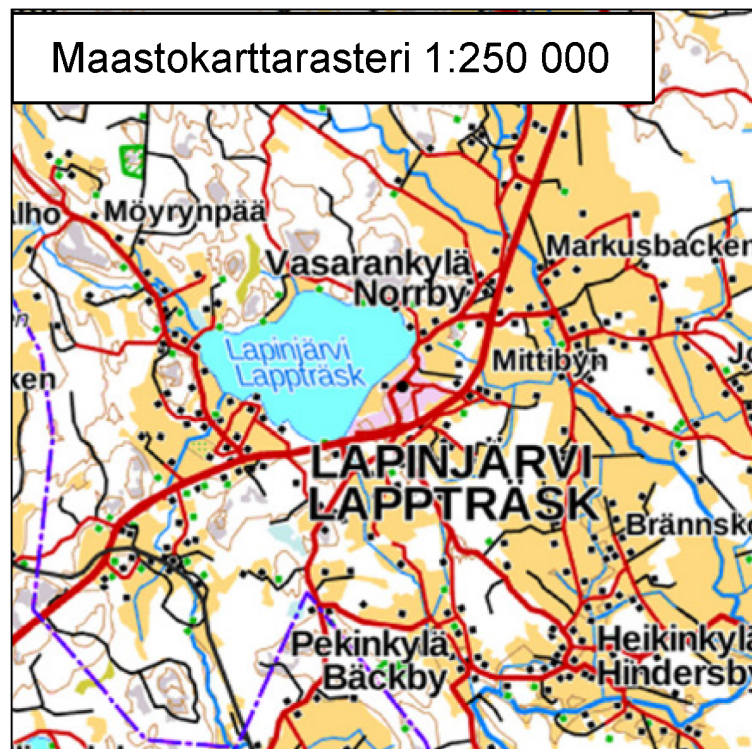 Maastokarttarasteri 1:250 000
Möyrynpää
Vasarankylä
Norrby
Markusbacken
Lapinjärvi
Lappträsk
Mittibyn
LAPINJÄRVI
LAPPTRÄSK
Pekinkylä
Bäckby
Heikinkylä
Hindersby